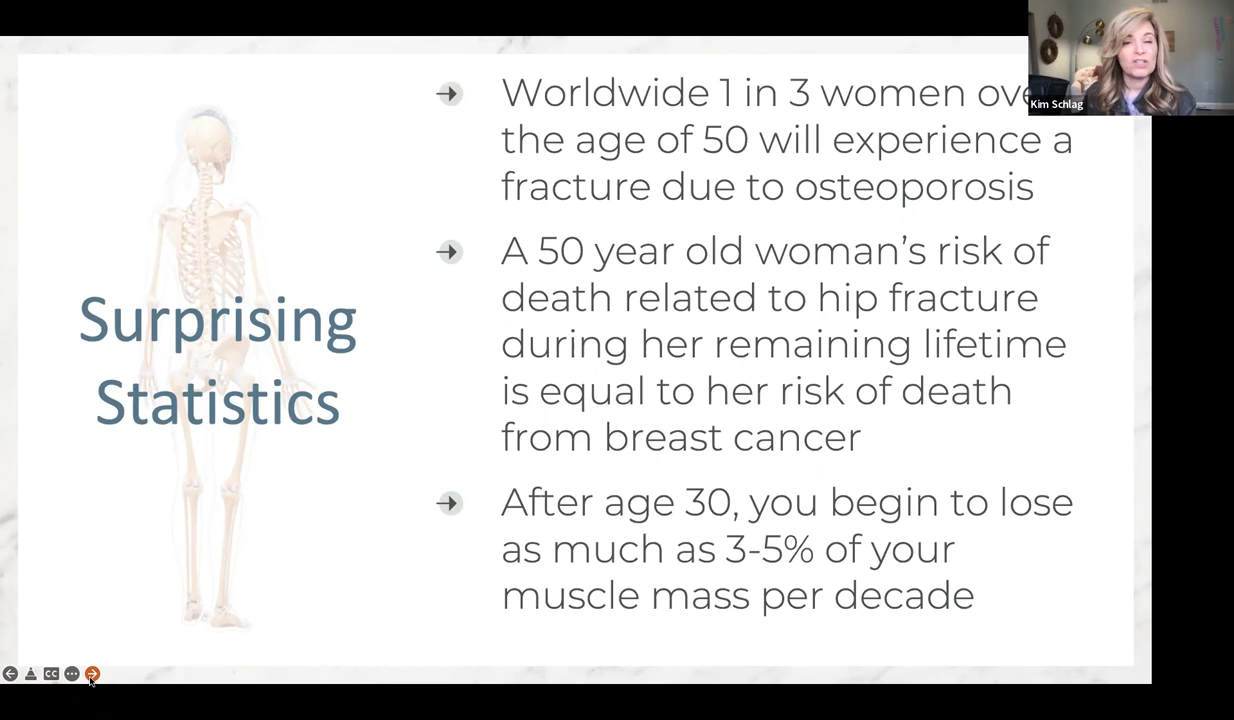 Worldwide 1 in 3 women ove
the age of 50 will experience a
fracture due to osteoporosis
A 50 year old woman's risk of
death related to hip fracture
during her remaining lifetime
is equal to her risk of death
from breast cancer
After age 30, you begin to lose
as much as 3-5% of your
muscle mass per decade
Surprising
Statistics
Kim Schlag
CC